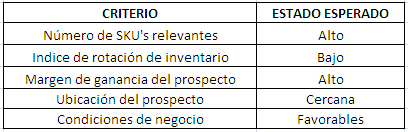 CRITERIO ESTADO ESPERADO
Número de SKU's relevantes Alto
Indice de rotación de inventario Bajo
Margen de ganancia del prospecto Alto
Ubicación del prospecto Cercana
Condiciones de negocio Favorables